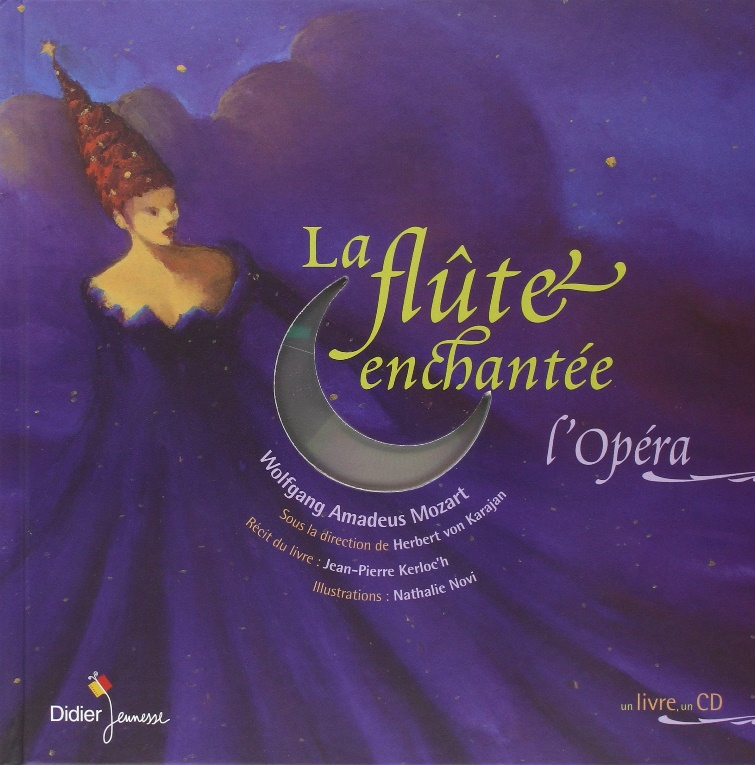 La flûte
enchantée
l'Opéra
Wolfgang Amadeus Mozart
Sous la direction de Herbert von Karajan
Récit du livre : Jean-Pierre Kerloc'h
Illustrations : Nathalie Novi
Didier Jeunesse
un livre, un CD